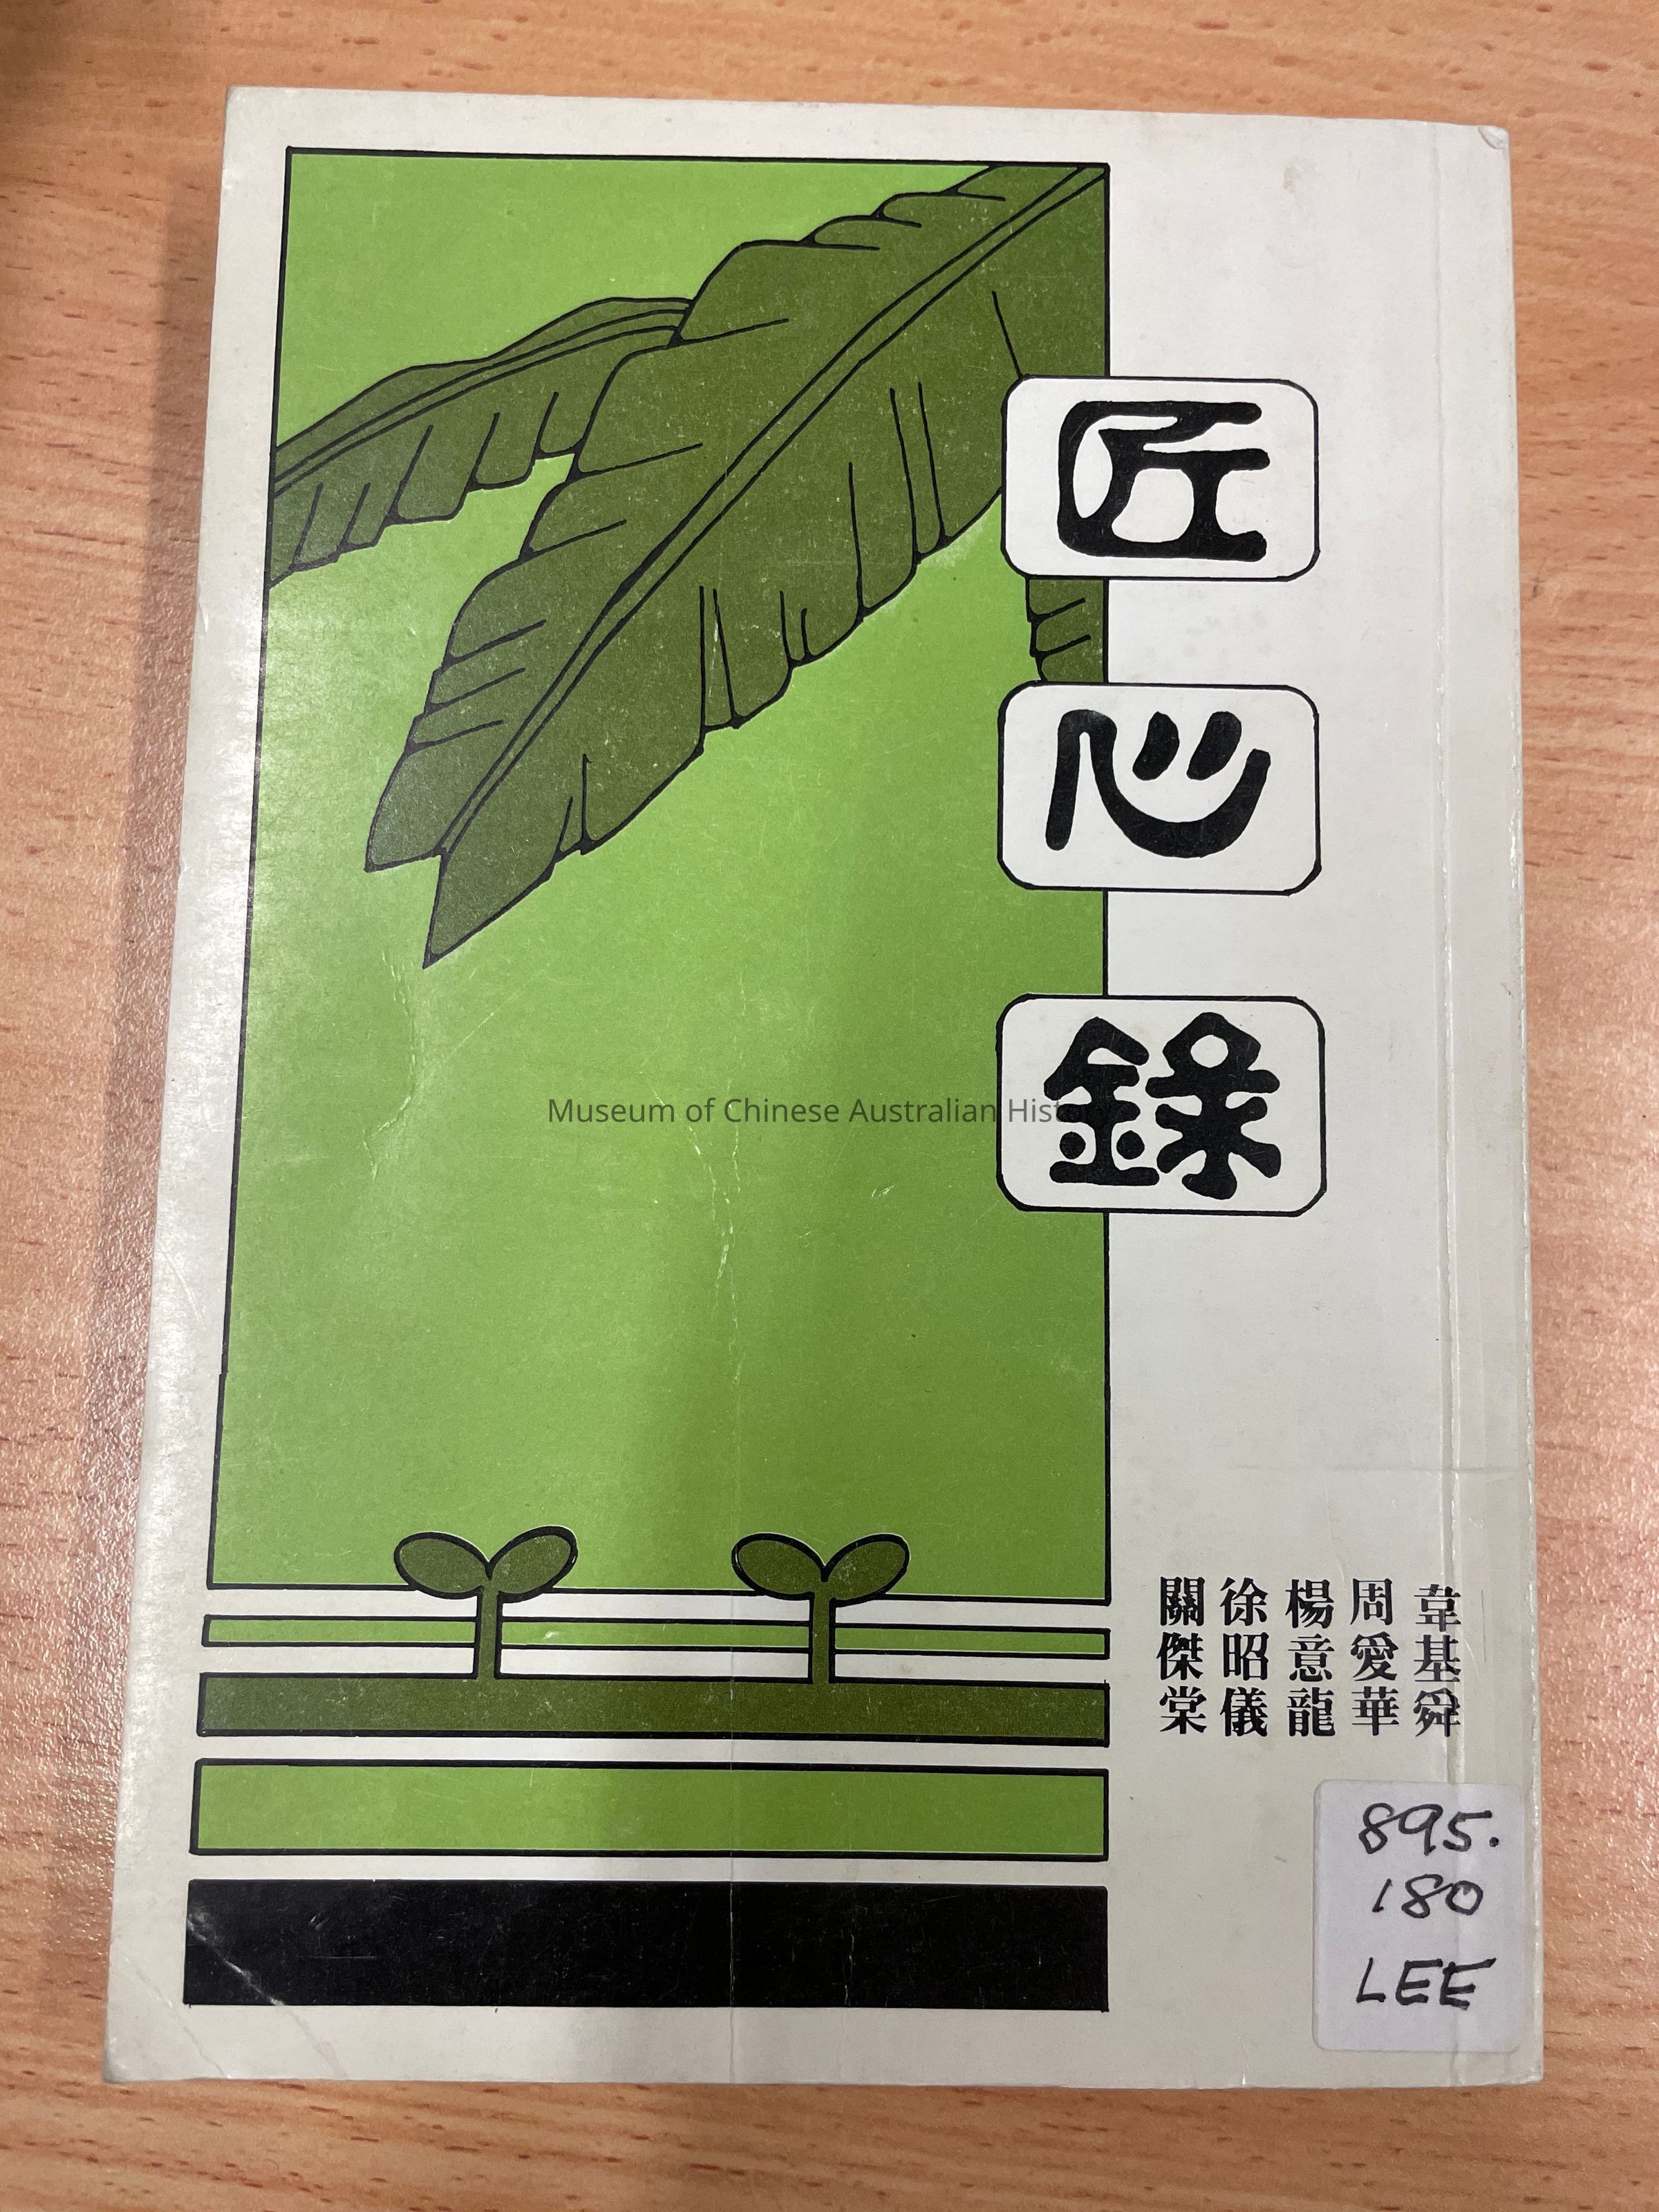 匠心錄
韋基舜
周愛華
楊意龍
徐昭儀
關傑棠
895.
180
LEE
Museum of Chinese Australian History